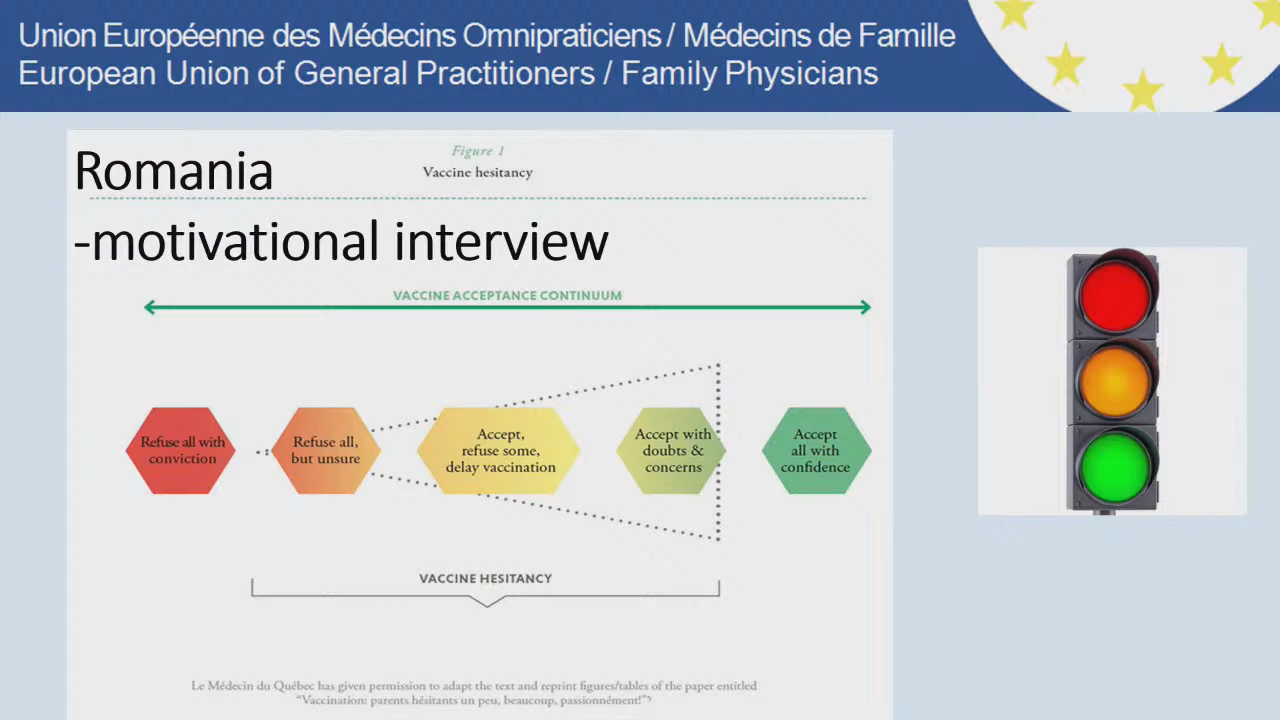 Union Européenne des Médecins Omnipraticiens / Médecins de Famille
European Union of General Practitioners / Family Physicians
Romania
-motivational interview
Figure 1
Vaccine hesitancy
VACCINE ACCEPTANCE CONTINUUM
Refuse all with
conviction
Refuse all,
but unsure
Accept,
refuse some,
delay vaccination
Accept with
doubts &
concerns
Accept
all with
confidence
VACCINE HESITANCY
Le Médecin du Québec has given permission to adapt the text and reprint figures/tables of the paper entitled
“Vaccination: parents hésitants un peu, beaucoup, passionnément!”⁵